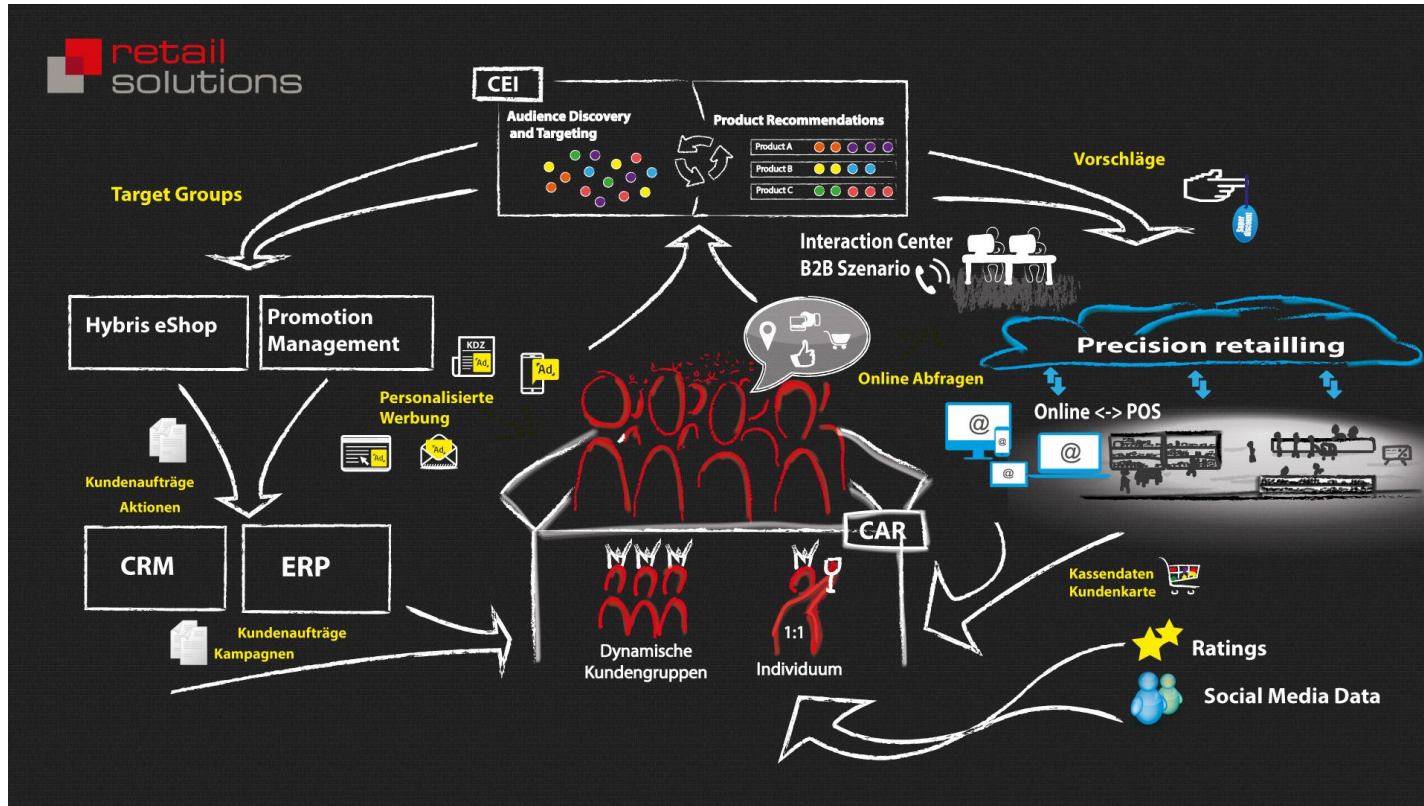 retail
solutions
CEI
Audience Discovery
and Targeting
Product Recommendations
Product A
Product B
Product C
Target Groups
Vorschläge
Super
discount
Interaction Center
B2B Szenario
Hybris eShop
Promotion
Management
KDZ
Ad,
Ad,
Personalisierte
Werbung
Ad,
Ad,
Precision retailling
Online Abfragen
Online <-> POS
@
@
@
@
Kundenaufträge
Aktionen
CRM
ERP
CAR
Kassendaten
Kundenkarte
Kundenaufträge
Kampagnen
1:1
Dynamische
Kundengruppen
Individuum
Ratings
Social Media Data